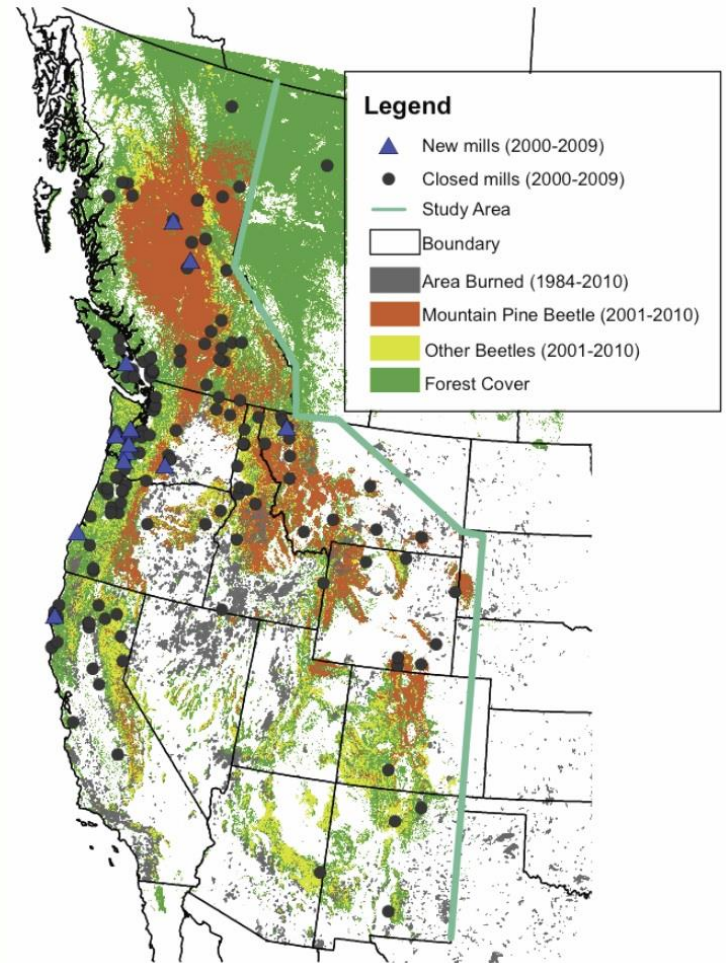 Legend
New mills (2000-2009)
Closed mills (2000-2009)
Study Area
Boundary
Area Burned (1984-2010)
Mountain Pine Beetle (2001-2010)
Other Beetles (2001-2010)
Forest Cover